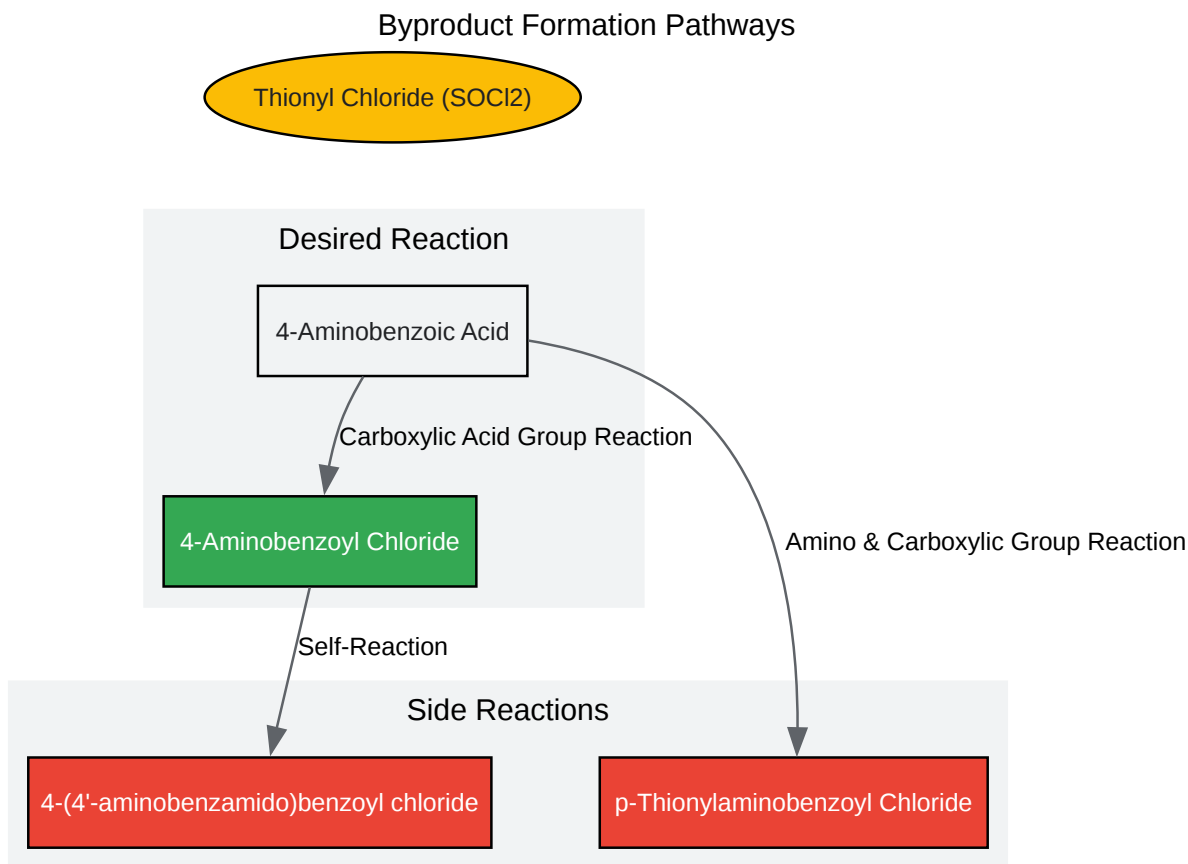 Byproduct Formation Pathways
Thionyl Chloride (SOCl2)
Desired Reaction
4-Aminobenzoic Acid
Carboxylic Acid Group Reaction
4-Aminobenzoyl Chloride
Amino & Carboxylic Group Reaction
Self-Reaction
Side Reactions
4-(4'-aminobenzamido)benzoyl chloride
p-Thionylaminobenzoyl Chloride